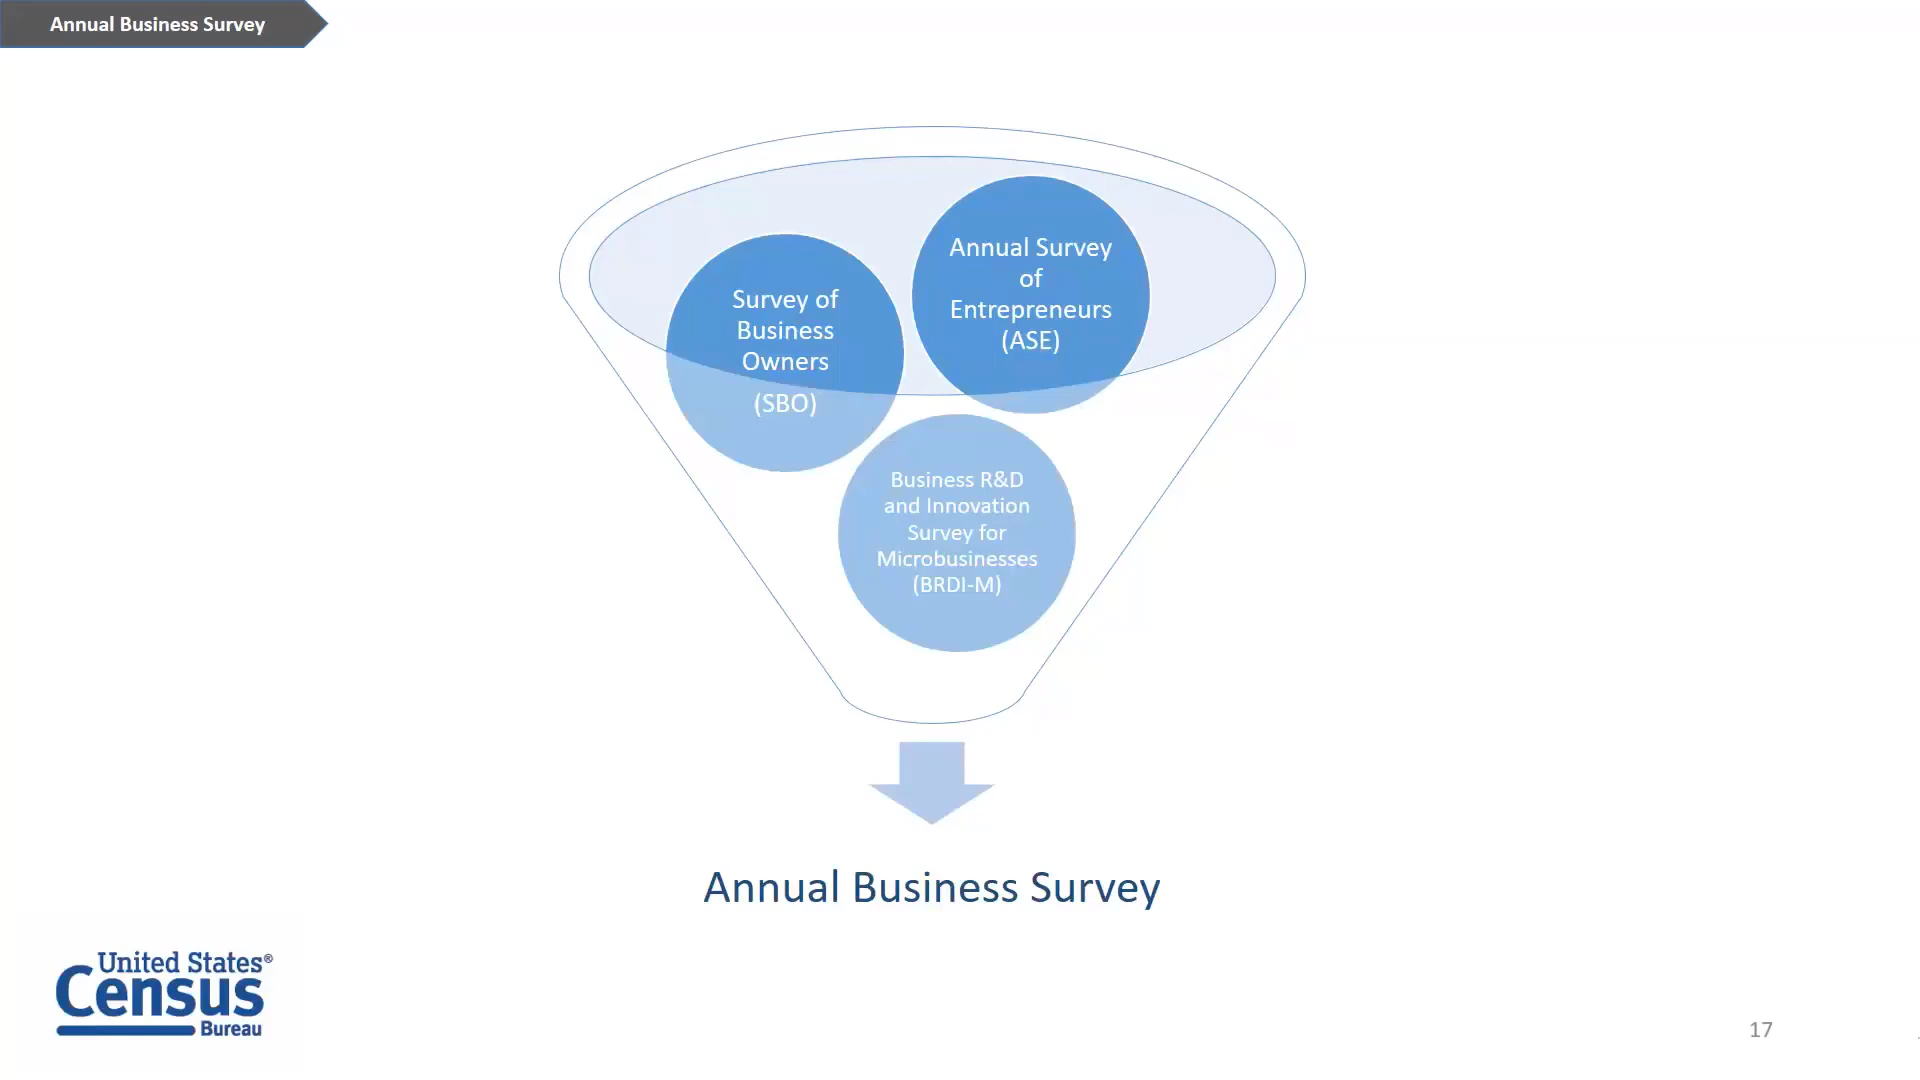 Annual Business Survey
Annual Survey
of
Entrepreneurs
(ASE)
Survey of
Business
Owners
(SBO)
Business R&D
and Innovation
Survey for
Microbusinesses
(BRDI-M)
Annual Business Survey
United States®
Census
Bureau
17